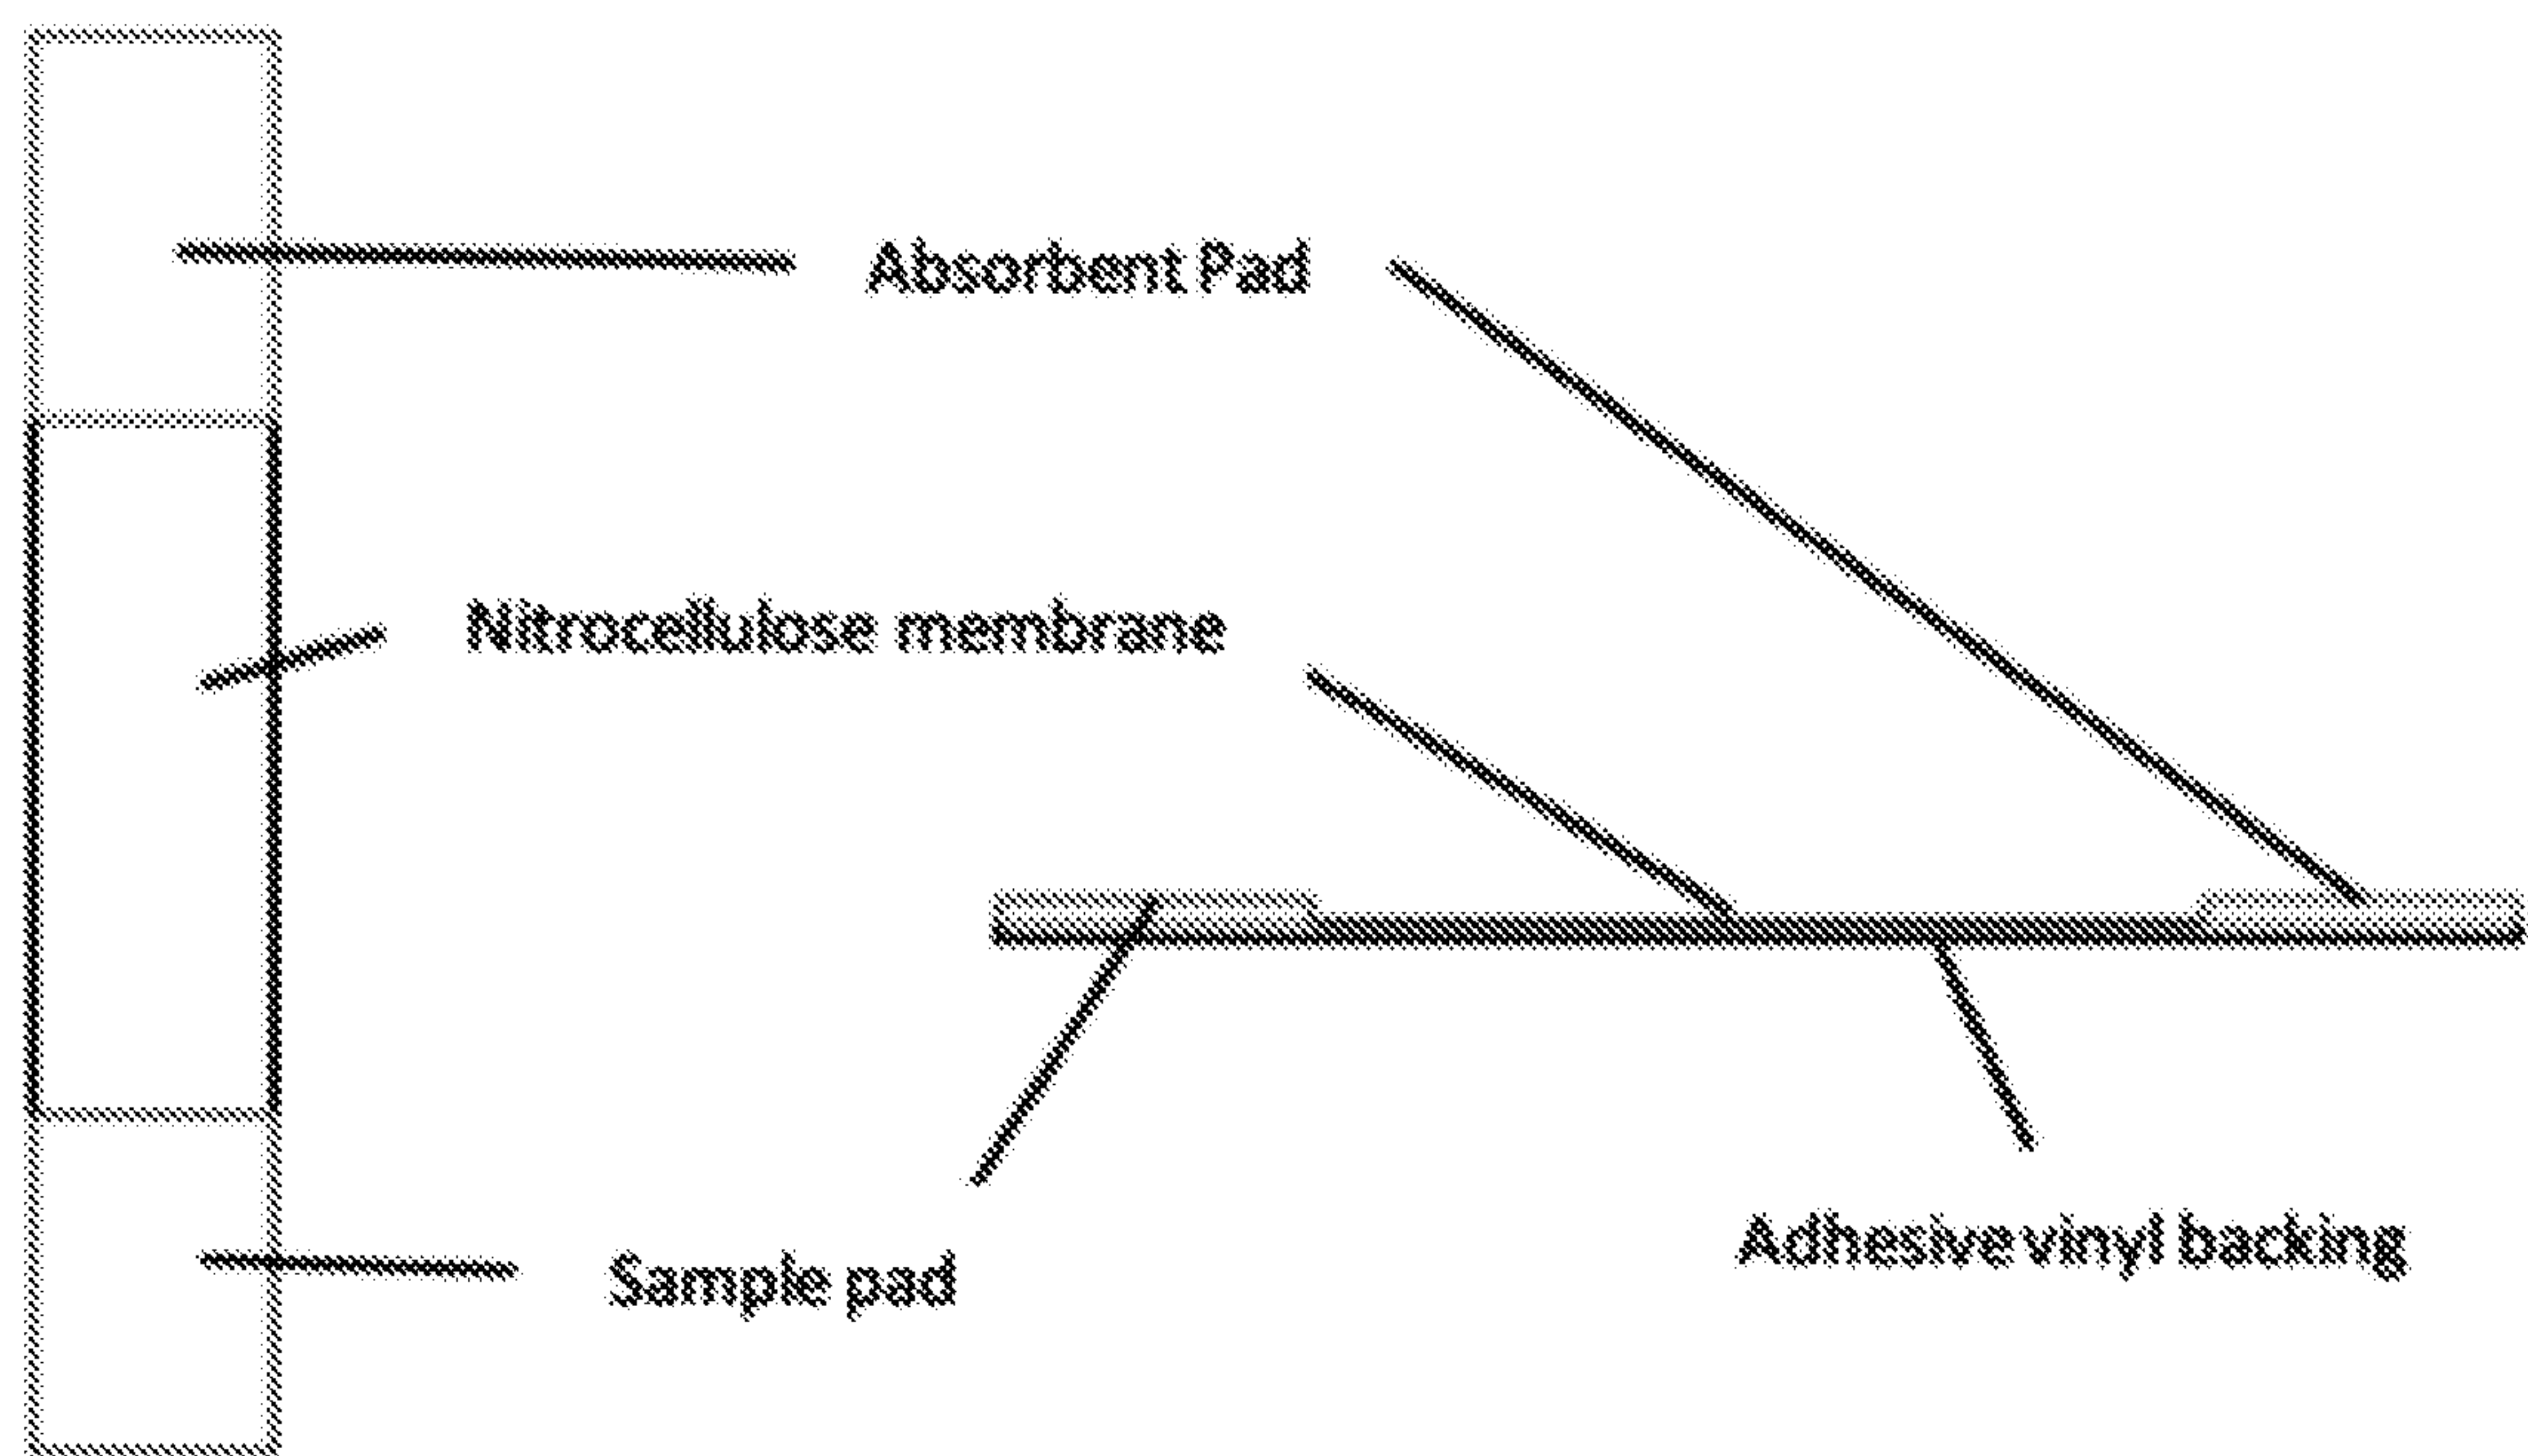 Absorbent Pad
Nitrocellulose membrane
Adhesive vinyl backing
Sample pad